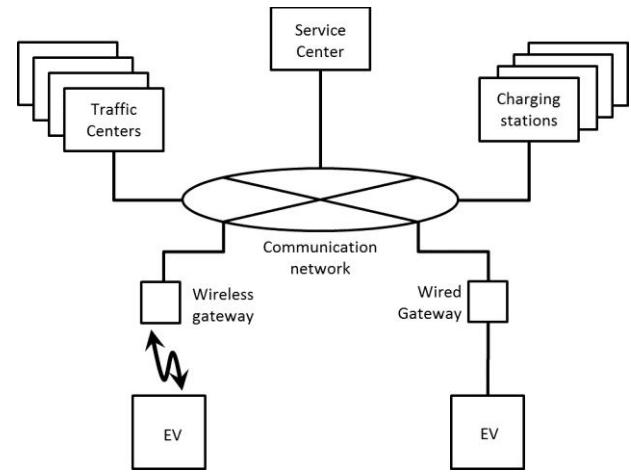 Service
Center
Traffic
Centers
Charging
stations
Communication
network
Wireless
gateway
Wired
Gateway
EV
EV